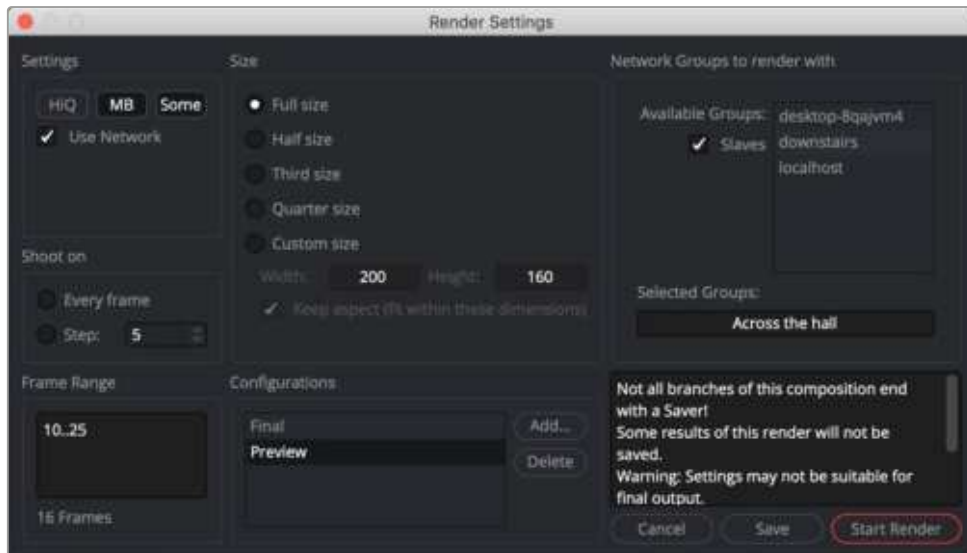 Render Settings
Settings
HiQ MB Some
Use Network
Shoot on
Every frame
Step: 5
Frame Range
10..25
16 Frames
Size
Full size
Half size
Third size
Quarter size
Custom size
Width: 200 Height: 160
Keep aspect (fit within these dimensions)
Configurations
Final
Preview
Add...
Delete
Network Groups to render with
Available Groups:
Slaves
desktop-8qajvm4
downstairs
localhost
Selected Groups:
Across the hall
Not all branches of this composition end
with a Saver!
Some results of this render will not be
saved.
Warning: Settings may not be suitable for
final output.
Cancel Save Start Render